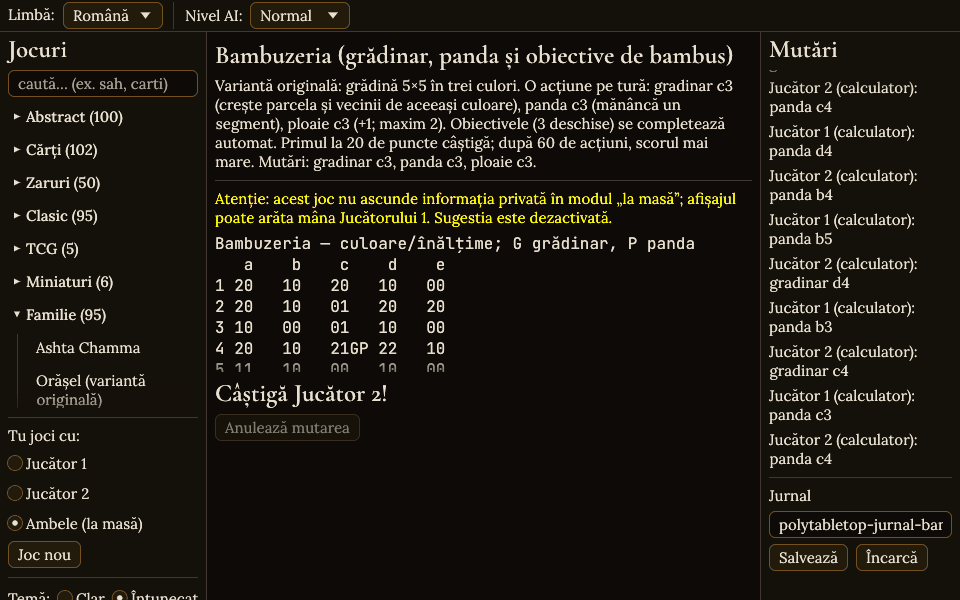 Limbă: Română ▼ Nivel AI: Normal ▼
Jocuri
caută... (ex. sah, carti)
▸ Abstract (100)
▸ Cărți (102)
▸ Zaruri (50)
▸ Clasic (95)
▸ TCG (5)
▸ Miniaturi (6)
▾ Familie (95)
Ashta Chamma
Orășel (variantă
originală)
Tu joci cu:
Jucător 1
Jucător 2
Ambele (la masă)
Joc nou
Temă: Clar Întunecat
Bambuzeria (grădinar, panda și obiective de bambus)
Variantă originală: grădină 5×5 în trei culori. O acțiune pe tură: gradinar c3
(crește parcela și vecinii de aceeași culoare), panda c3 (mănâncă un
segment), ploaie c3 (+1; maxim 2). Obiectivele (3 deschise) se completează
automat. Primul la 20 de puncte câștigă; după 60 de acțiuni, scorul mai
mare. Mutări: gradinar c3, panda c3, ploaie c3.
Atenție: acest joc nu ascunde informația privată în modul „la masă”; afișajul
poate arăta mâna Jucătorului 1. Sugestia este dezactivată.
Bambuzeria — culoare/înălțime; G grădinar, P panda
a b c d e
1 20 10 20 10 00
2 20 10 01 20 20
3 10 00 01 10 00
4 20 10 21GP 22 10
5 11 10 00 10 00
Câștigă Jucător 2!
Anulează mutarea
Mutări
Jucător 2 (calculator):
panda c4
Jucător 1 (calculator):
panda d4
Jucător 2 (calculator):
panda b4
Jucător 1 (calculator):
panda b5
Jucător 2 (calculator):
gradinar d4
Jucător 1 (calculator):
panda b3
Jucător 2 (calculator):
gradinar c4
Jucător 1 (calculator):
panda c3
Jucător 2 (calculator):
panda c4
Jurnal
polytabletop-jurnal-bar
Salvează Încarcă